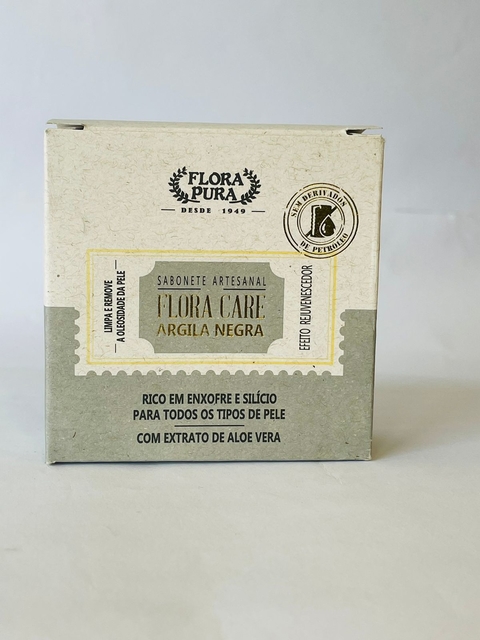 FLORA
PURA
DESDE 1949
SEM DERIVADOS
DE PETRÓLEO
LIMPA E REMOVE
A OLEOSIDADE DA PELE
SABONETE ARTESANAL
FLORA CARE
ARGILA NEGRA
EFEITO REJUVENESCEDOR
RICO EM ENXOFRE E SILÍCIO
PARA TODOS OS TIPOS DE PELE
COM EXTRATO DE ALOE VERA